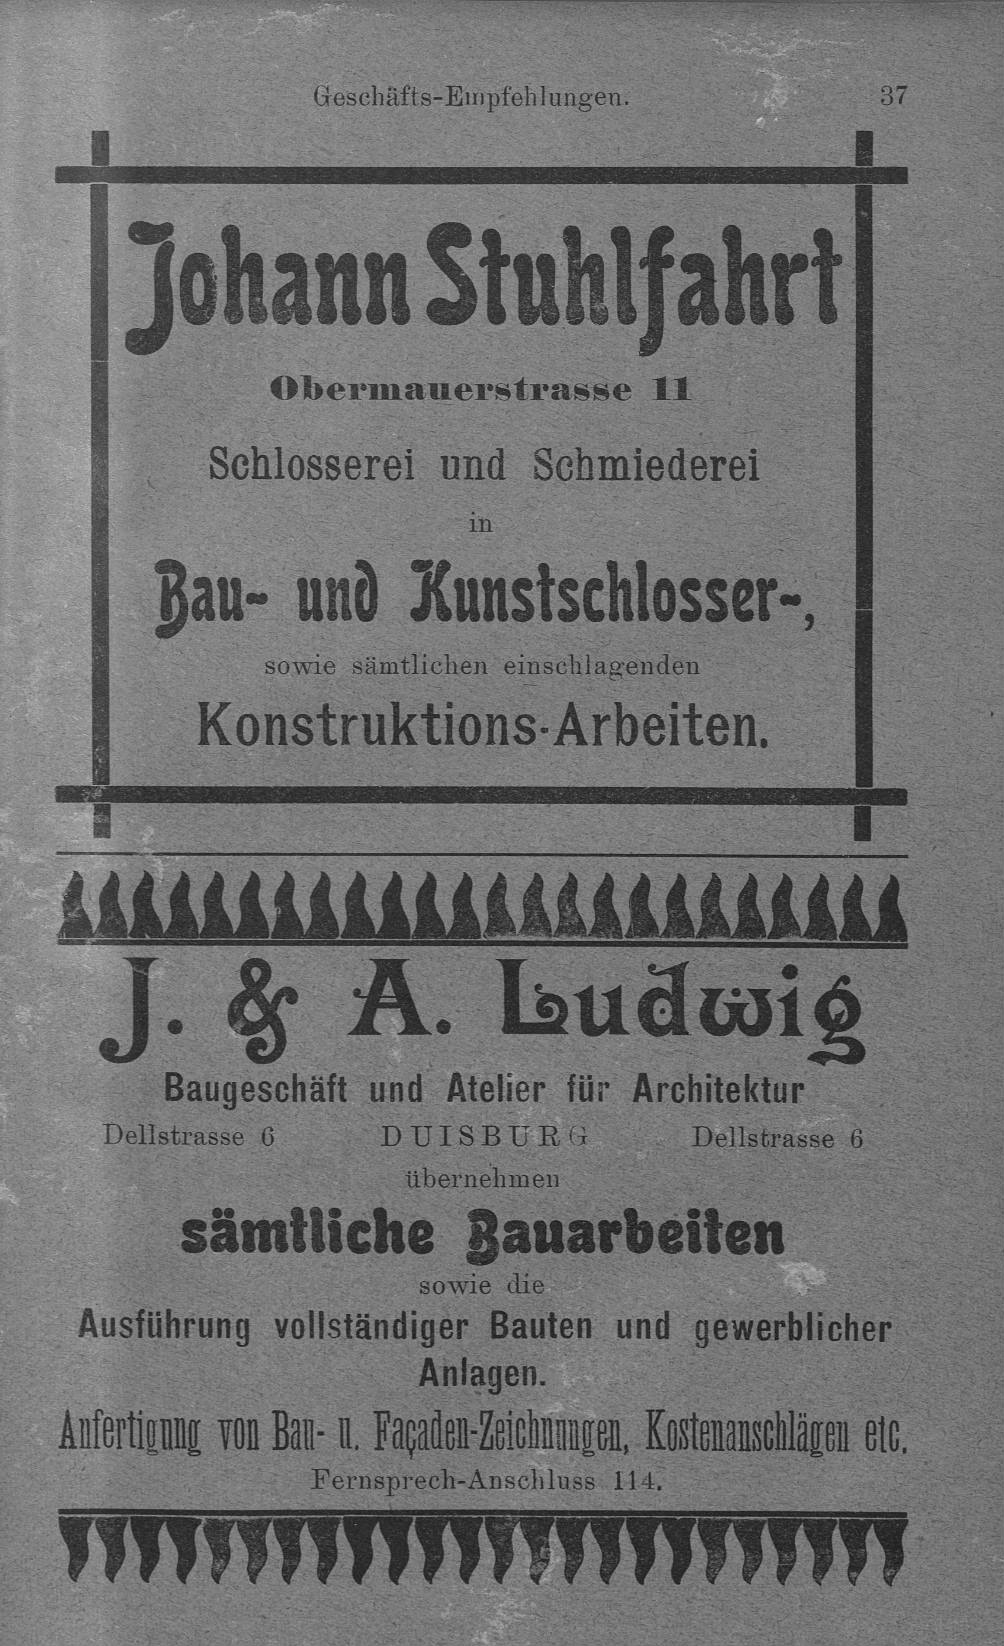 Geschäfts-Empfehlungen. 37
Johann Stuhlfahrt
Obermauerstrasse 11
Schlosserei und Schmiederei
in
Bau- und Kunstschlosser-,
sowie sämtlichen einschlagenden
Konstruktions-Arbeiten.
J. & A. Ludwig
Baugeschäft und Atelier für Architektur
Dellstrasse 6 DUISBURG Dellstrasse 6
übernehmen
sämtliche Bauarbeiten
sowie die
Ausführung vollständiger Bauten und gewerblicher
Anlagen.
Anfertigung von Bau- u. Façaden-Zeichnungen, Kostenanschlägen etc.
Fernsprech-Anschluss 114.